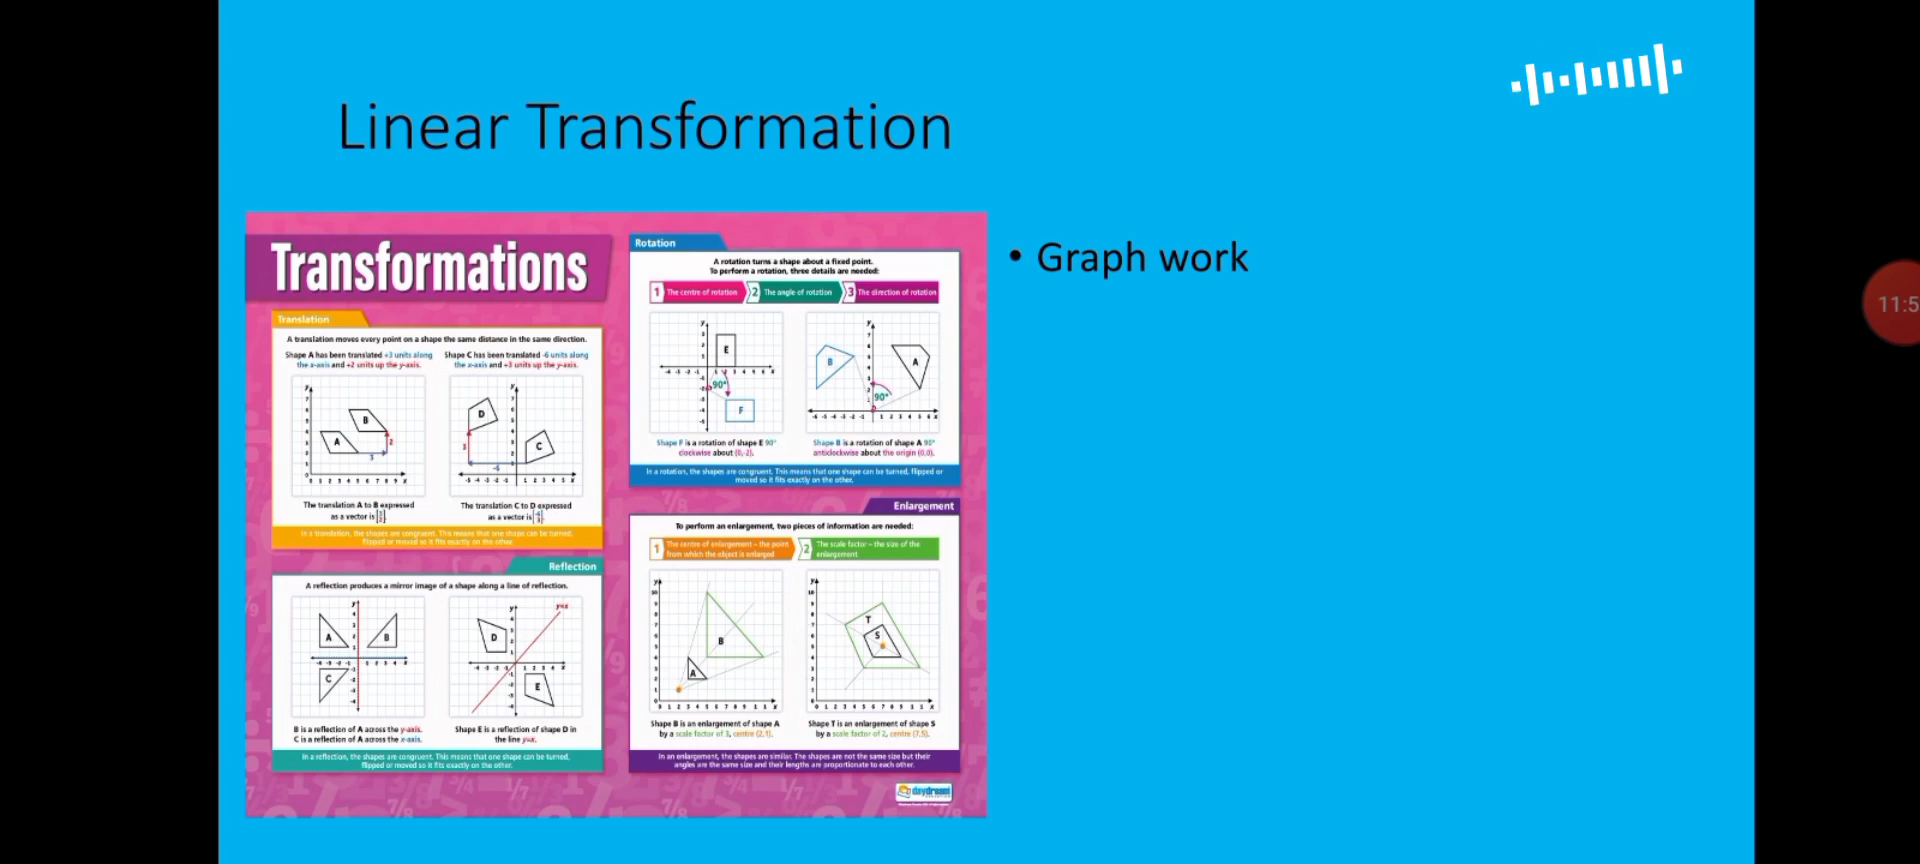 Linear Transformation
• Graph work
Transformations
Translation
A translation moves every point on a shape the same distance in the same direction.
Shape A has been translated +3 units along
the x-axis and +2 units up the y-axis.
Shape C has been translated -6 units along
the x-axis and +3 units up the y-axis.
A
B
D
C
The translation A to B expressed
as a vector is
The translation C to D expressed
as a vector is
In a translation, the shapes are congruent. This means that one shape can be turned,
flipped or moved so it fits exactly on the other.
Reflection
A reflection produces a mirror image of a shape along a line of reflection.
A
B
C
D
E
y=x
B is a reflection of A across the y-axis.
C is a reflection of A across the x-axis.
Shape E is a reflection of shape D in
the line y=x.
In a reflection, the shapes are congruent. This means that one shape can be turned,
flipped or moved so it fits exactly on the other.
Rotation
A rotation turns a shape about a fixed point.
To perform a rotation, three details are needed:
1 The centre of rotation 2 The angle of rotation 3 The direction of rotation
E
90°
F
B
A
90°
Shape F is a rotation of shape E 90°
clockwise about (0,-2).
Shape B is a rotation of shape A 90°
anticlockwise about the origin (0,0).
In a rotation, the shapes are congruent. This means that one shape can be turned, flipped or
moved so it fits exactly on the other.
Enlargement
To perform an enlargement, two pieces of information are needed:
1 The centre of enlargement – the point
from which the object is enlarged
2 The scale factor – the size of the
enlargement
B
A
T
S
Shape B is an enlargement of shape A
by a scale factor of 3, centre (2,1).
Shape T is an enlargement of shape S
by a scale factor of 2, centre (7,5).
In an enlargement, the shapes are similar. The shapes are not the same size but their
angles are the same size and their lengths are proportionate to each other.
daydream
11:5